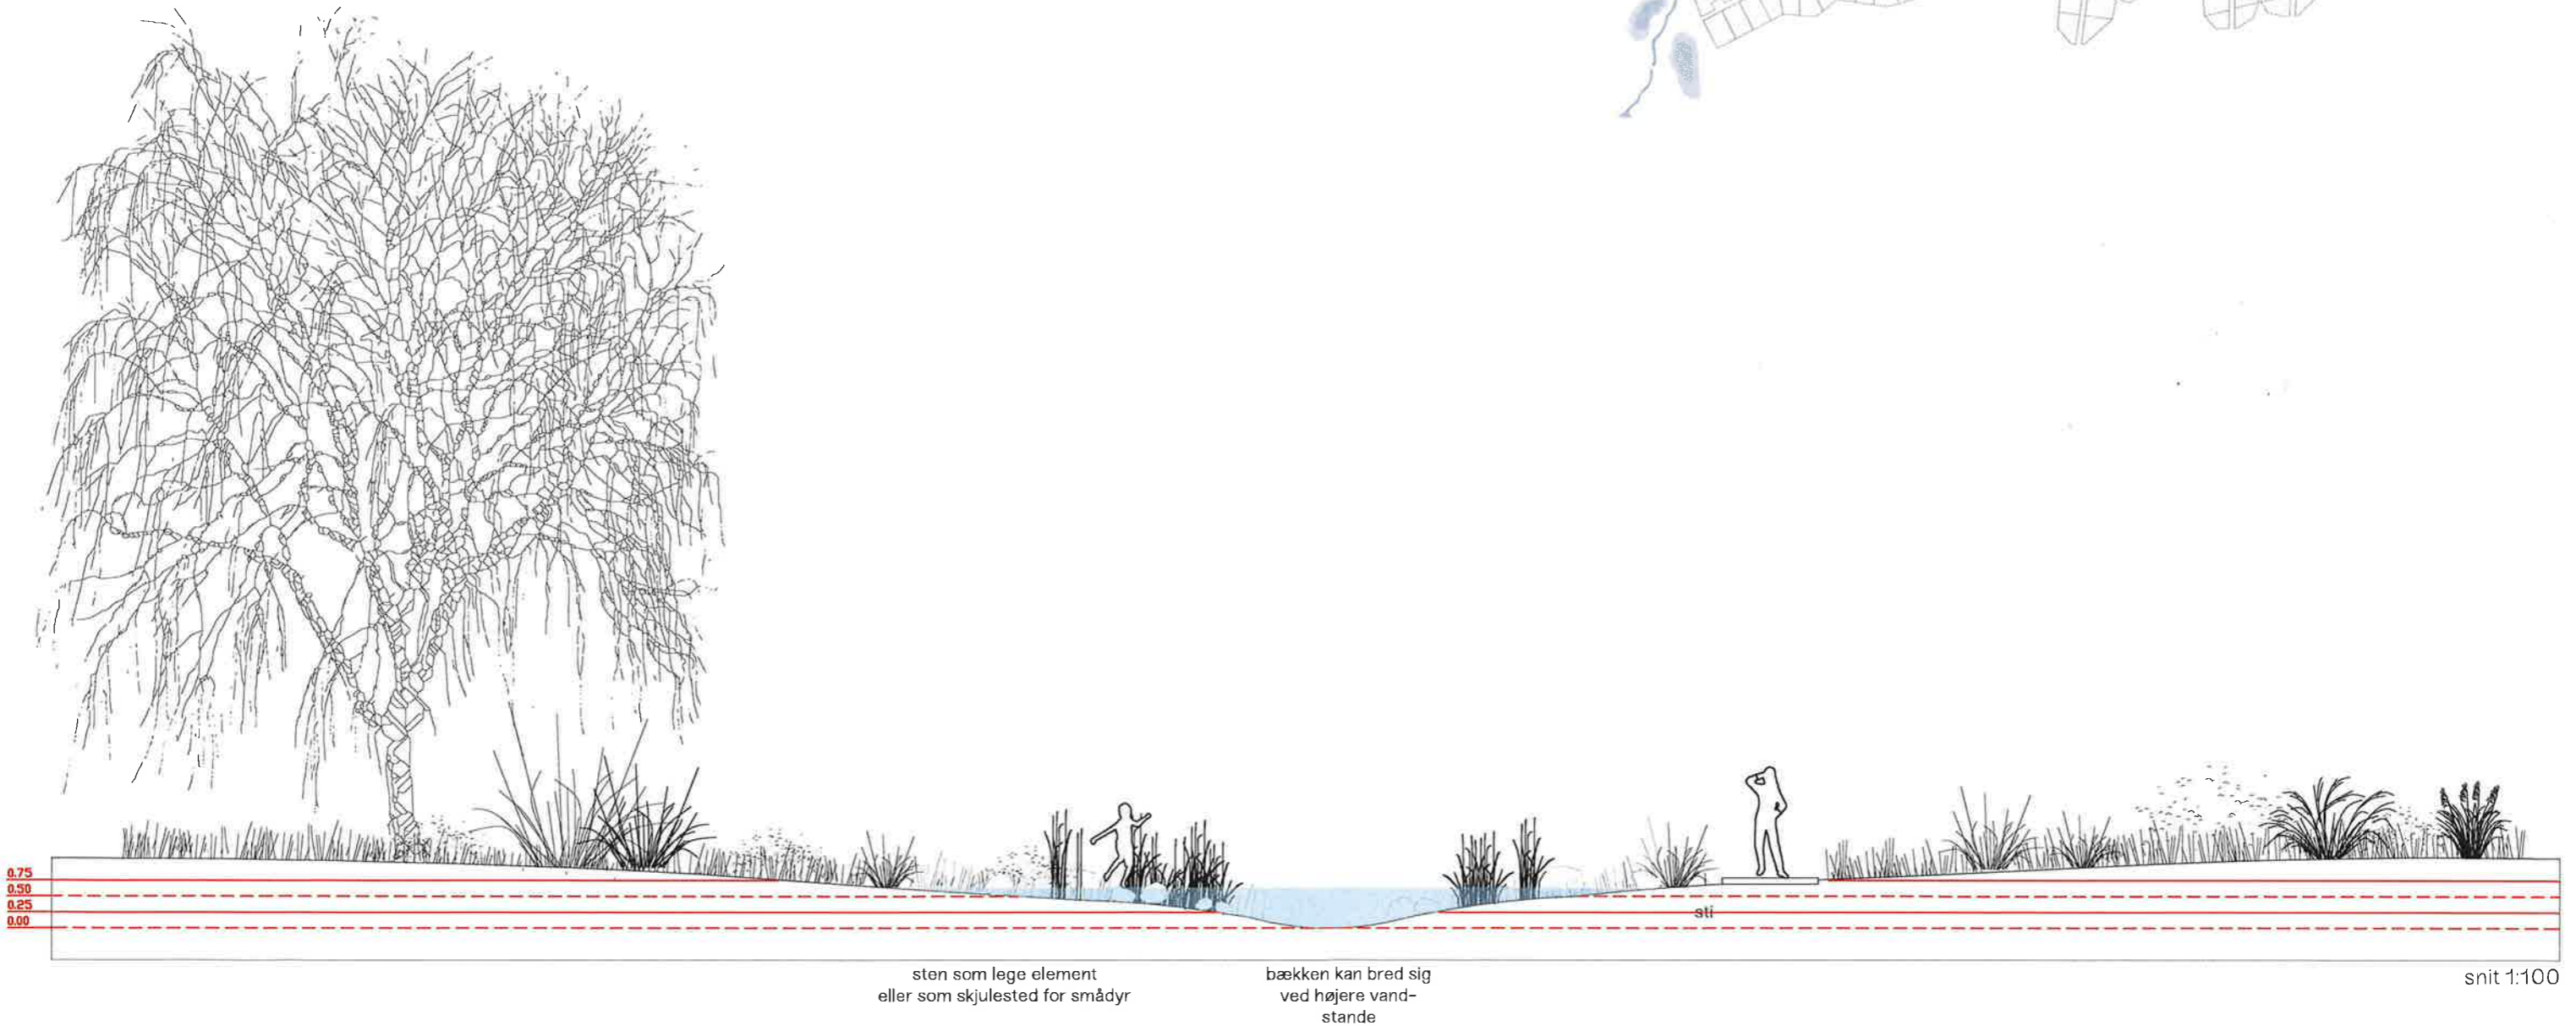 0.75
0.50
0.25
0.00
sti
sten som lege element
eller som skjulested for smådyr
bækken kan bred sig
ved højere vand-
stande
snit 1:100